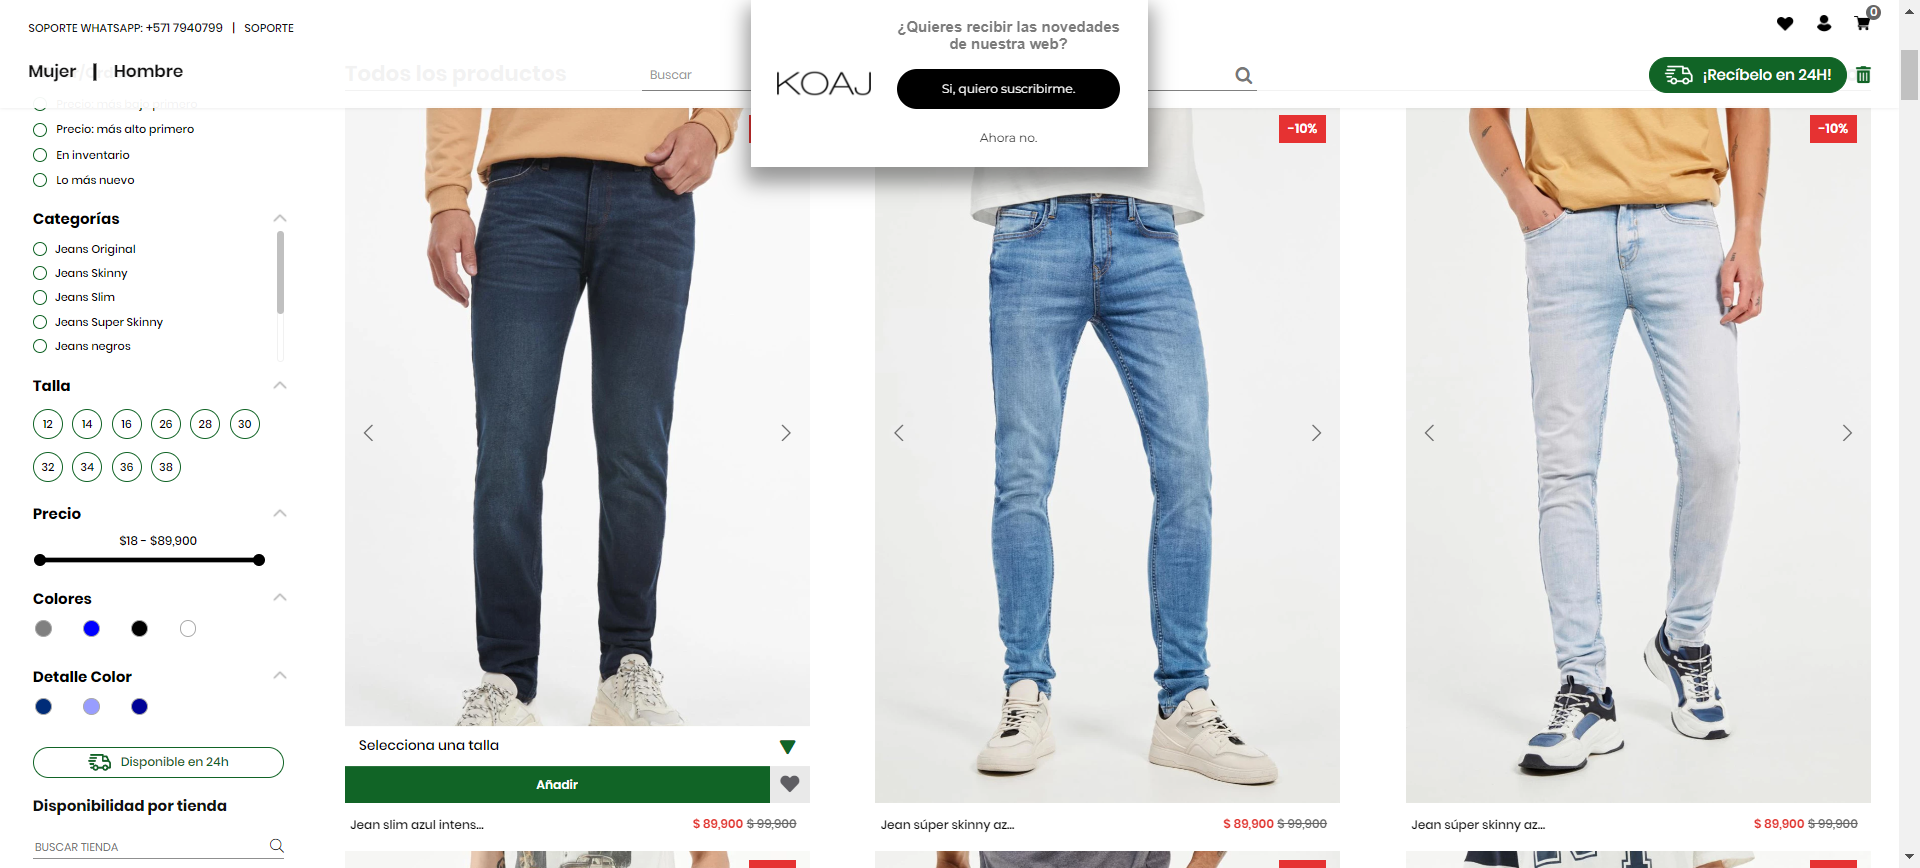 SOPORTE WHATSAPP: +571 7940799 | SOPORTE
0
Mujer | Hombre
Todos los productos
Buscar
¿Quieres recibir las novedades
de nuestra web?
KOAJ
Si, quiero suscribirme.
Ahora no.
¡Recíbelo en 24H!
Precio: más bajo primero
Precio: más alto primero
En inventario
Lo más nuevo
Categorías
Jeans Original
Jeans Skinny
Jeans Slim
Jeans Super Skinny
Jeans negros
Talla
12 14 16 26 28 30
32 34 36 38
Precio
$18 - $89,900
Colores
Detalle Color
Disponible en 24h
Disponibilidad por tienda
BUSCAR TIENDA
-10%
-10%
Selecciona una talla
Añadir
Jean slim azul intens... $ 89,900 $ 99,900
Jean súper skinny az... $ 89,900 $ 99,900
Jean súper skinny az... $ 89,900 $ 99,900